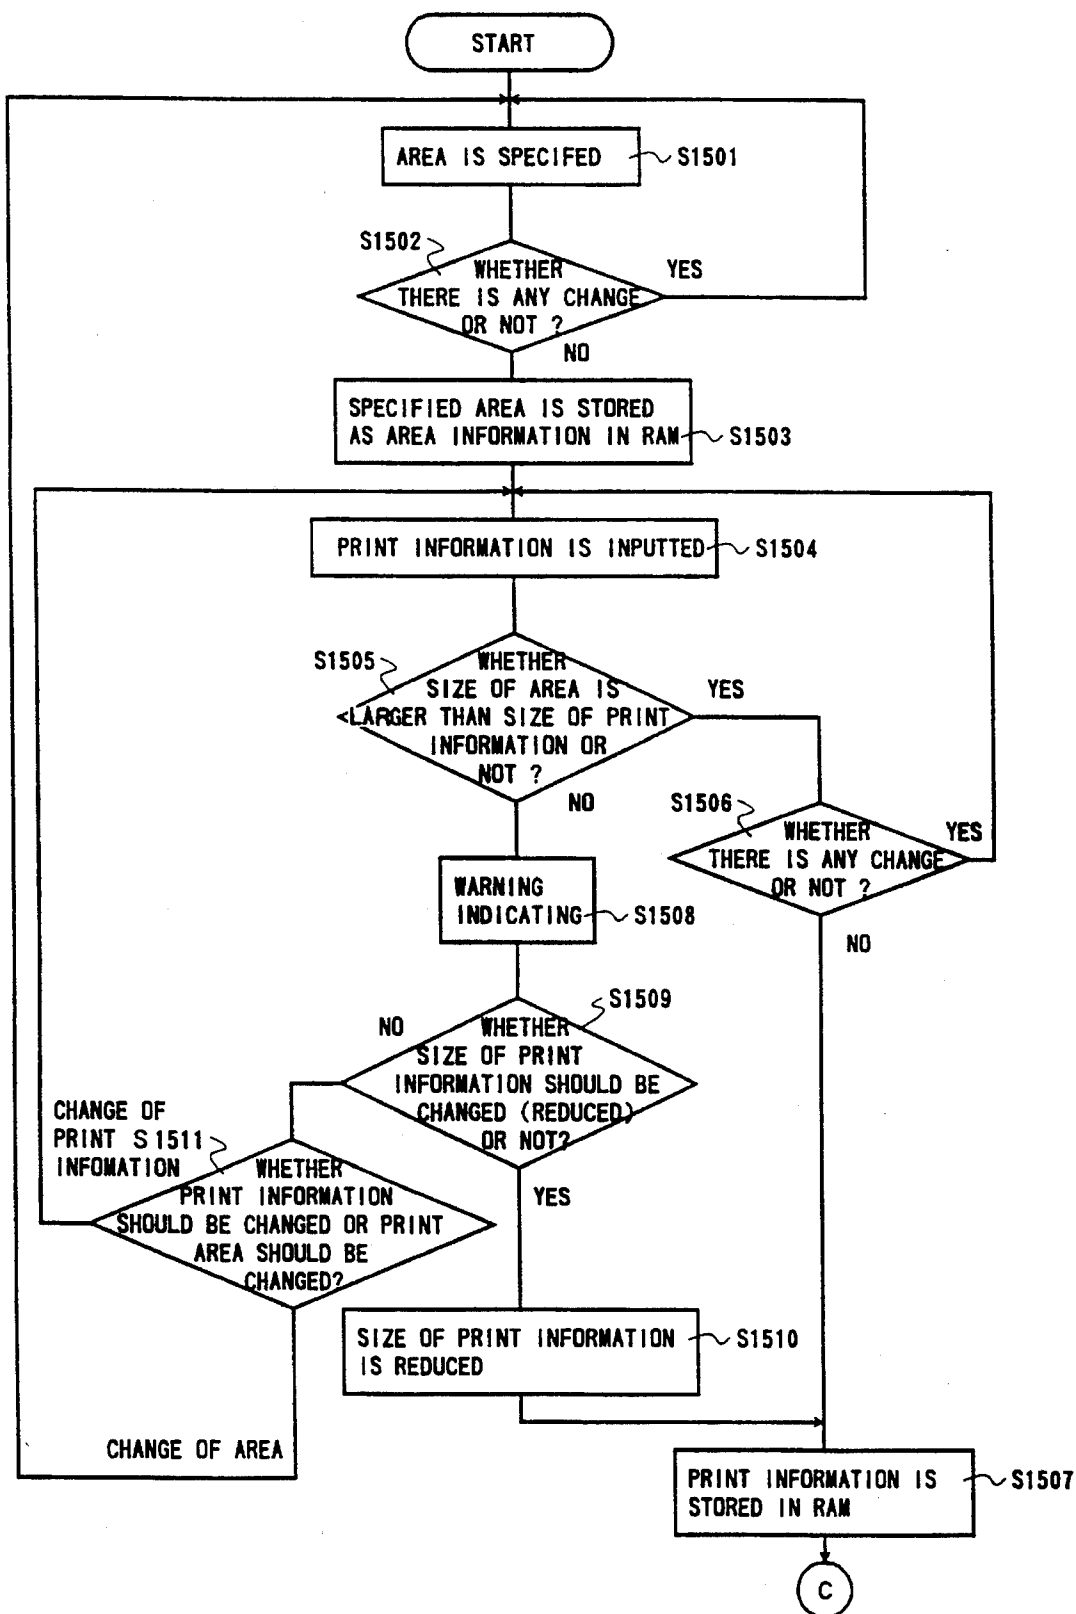 START
AREA IS SPECIFED
S1501
S1502
WHETHER
THERE IS ANY CHANGE
OR NOT ?
YES
NO
SPECIFIED AREA IS STORED
AS AREA INFORMATION IN RAM
S1503
PRINT INFORMATION IS INPUTTED
S1504
S1505
WHETHER
SIZE OF AREA IS
LARGER THAN SIZE OF PRINT
INFORMATION OR
NOT ?
YES
NO
S1506
WHETHER
THERE IS ANY CHANGE
OR NOT ?
YES
NO
WARNING
INDICATING
S1508
S1509
NO
WHETHER
SIZE OF PRINT
INFORMATION SHOULD BE
CHANGED (REDUCED)
OR NOT?
YES
CHANGE OF
PRINT
INFOMATION
S1511
WHETHER
PRINT INFORMATION
SHOULD BE CHANGED OR PRINT
AREA SHOULD BE
CHANGED?
SIZE OF PRINT INFORMATION
IS REDUCED
S1510
CHANGE OF AREA
PRINT INFORMATION IS
STORED IN RAM
S1507
C